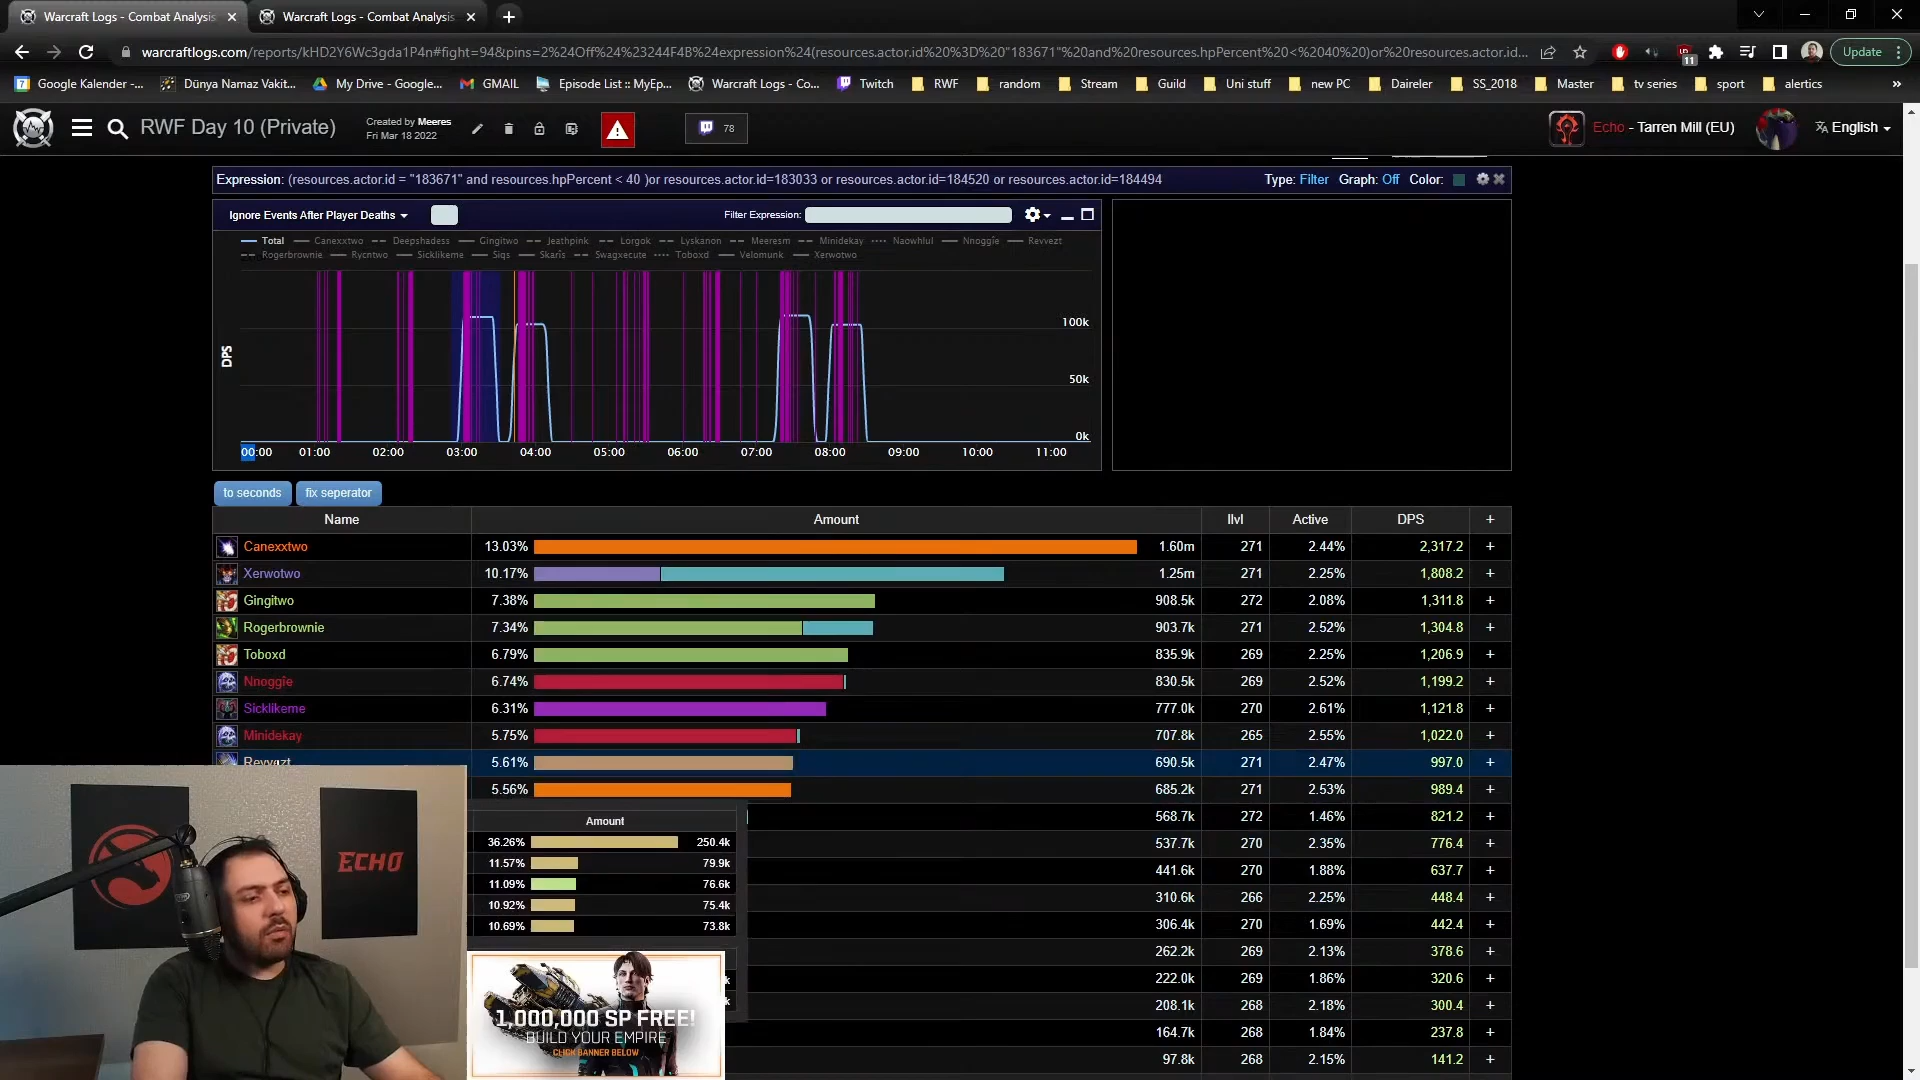 Warcraft Logs - Combat Analysis
Warcraft Logs - Combat Analysis
warcraftlogs.com/reports/kHD2Y6Wc3gda1P4n#fight=94&pins=2%24Off%24%23244F4B%24expression%24(resources.actor.id%20%3D%20"183671"%20and%20resources.hpPercent%20<%2040%20)or%20resources.actor.id...
Update
Google Kalender -...
Dünya Namaz Vakit...
My Drive - Google...
GMAIL
Episode List :: MyEp...
Warcraft Logs - Co...
Twitch
RWF
random
Stream
Guild
Uni stuff
new PC
Daireler
SS_2018
Master
tv series
sport
alertics
»
RWF Day 10 (Private)
Created by Meeres
Fri Mar 18 2022
78
Echo - Tarren Mill (EU)
English
Expression: (resources.actor.id = "183671" and resources.hpPercent < 40 )or resources.actor.id=183033 or resources.actor.id=184520 or resources.actor.id=184494
Type: Filter Graph: Off Color:
Ignore Events After Player Deaths
Filter Expression:
Total Canexxtwo Deepshadess Gingitwo Jeathpink Lorgok Lyskanon Meeresm Minidekay Naowhlul Nnoggîe Revvezt
Rogerbrownie Rycntwo Sicklikeme Siqs Skarîs Swagxecute Toboxd Velomunk Xerwotwo
DPS
100k
50k
0k
00:00 01:00 02:00 03:00 04:00 05:00 06:00 07:00 08:00 09:00 10:00 11:00
to seconds
fix seperator
Name Amount Ilvl Active DPS +
Canexxtwo 13.03% 1.60m 271 2.44% 2,317.2 +
Xerwotwo 10.17% 1.25m 271 2.25% 1,808.2 +
Gingitwo 7.38% 908.5k 272 2.08% 1,311.8 +
Rogerbrownie 7.34% 903.7k 271 2.52% 1,304.8 +
Toboxd 6.79% 835.9k 269 2.25% 1,206.9 +
Nnoggîe 6.74% 830.5k 269 2.52% 1,199.2 +
Sicklikeme 6.31% 777.0k 270 2.61% 1,121.8 +
Minidekay 5.75% 707.8k 265 2.55% 1,022.0 +
Revvezt 5.61% 690.5k 271 2.47% 997.0 +
5.56% 685.2k 271 2.53% 989.4 +
568.7k 272 1.46% 821.2 +
537.7k 270 2.35% 776.4 +
441.6k 270 1.88% 637.7 +
310.6k 266 2.25% 448.4 +
306.4k 270 1.69% 442.4 +
262.2k 269 2.13% 378.6 +
222.0k 269 1.86% 320.6 +
208.1k 268 2.18% 300.4 +
164.7k 268 1.84% 237.8 +
97.8k 268 2.15% 141.2 +
Amount
36.26% 250.4k
11.57% 79.9k
11.09% 76.6k
10.92% 75.4k
10.69% 73.8k
ECHO
1,000,000 SP FREE!
BUILD YOUR EMPIRE
CLICK BANNER BELOW